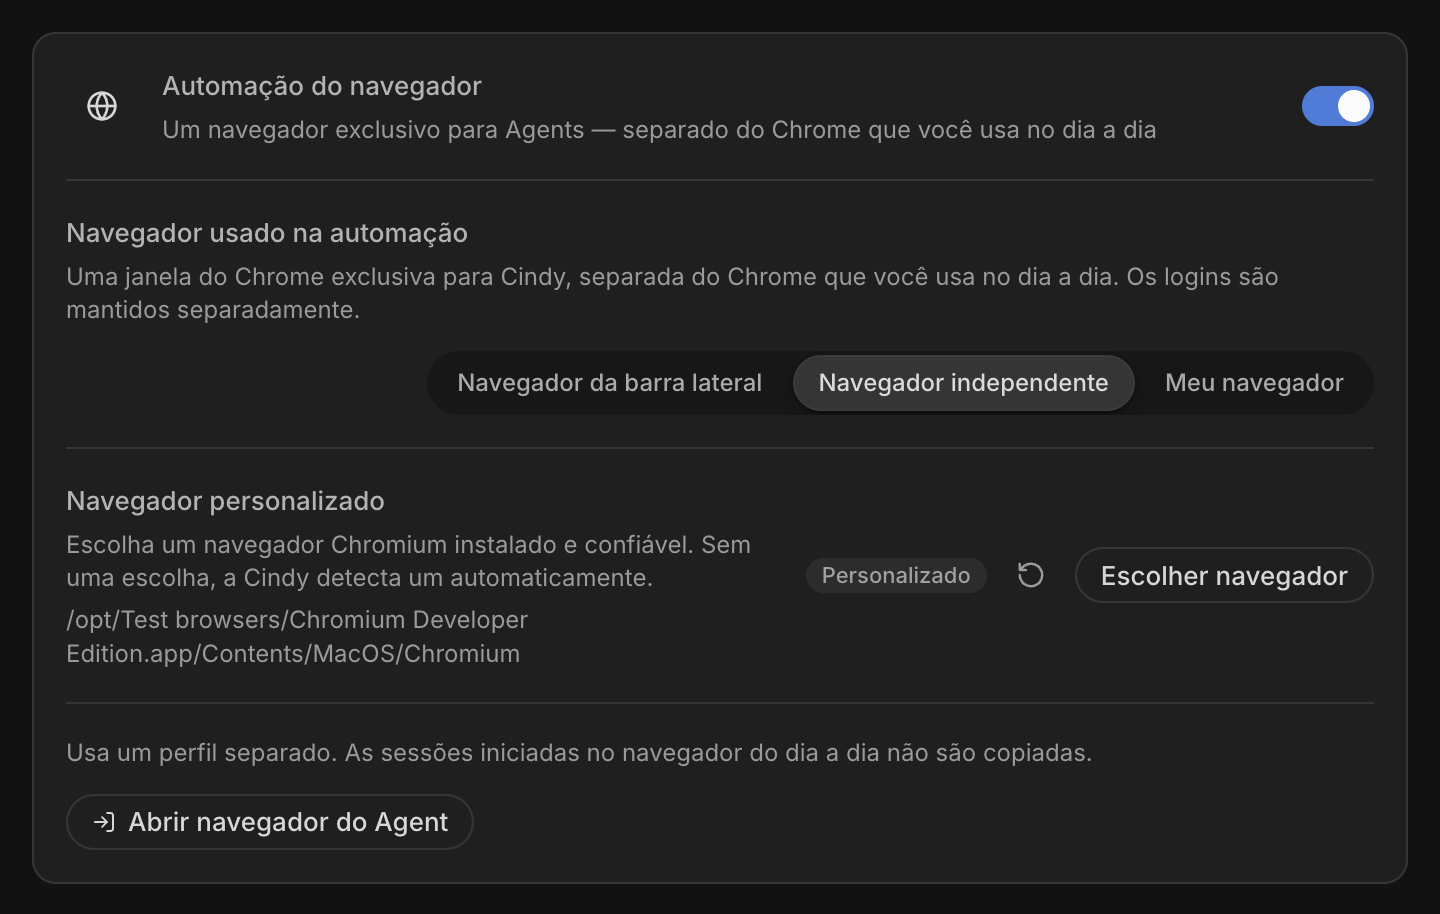 Automação do navegador
Um navegador exclusivo para Agents — separado do Chrome que você usa no dia a dia
Navegador usado na automação
Uma janela do Chrome exclusiva para Cindy, separada do Chrome que você usa no dia a dia. Os logins são
mantidos separadamente.
Navegador da barra lateral
Navegador independente
Meu navegador
Navegador personalizado
Escolha um navegador Chromium instalado e confiável. Sem
uma escolha, a Cindy detecta um automaticamente.
/opt/Test browsers/Chromium Developer
Edition.app/Contents/MacOS/Chromium
Personalizado
Escolher navegador
Usa um perfil separado. As sessões iniciadas no navegador do dia a dia não são copiadas.
Abrir navegador do Agent